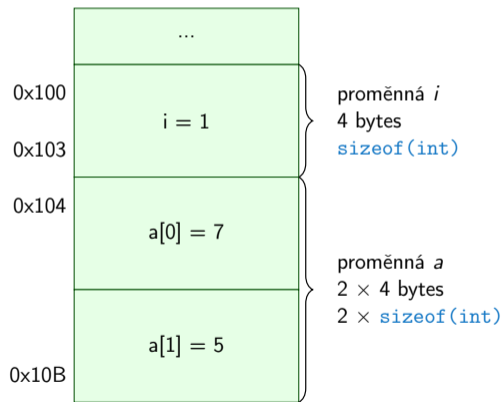 ...
0x100
i = 1
0x103
proměnná i
4 bytes
sizeof(int)
0x104
a[0] = 7
proměnná a
2 × 4 bytes
2 × sizeof(int)
a[1] = 5
0x10B